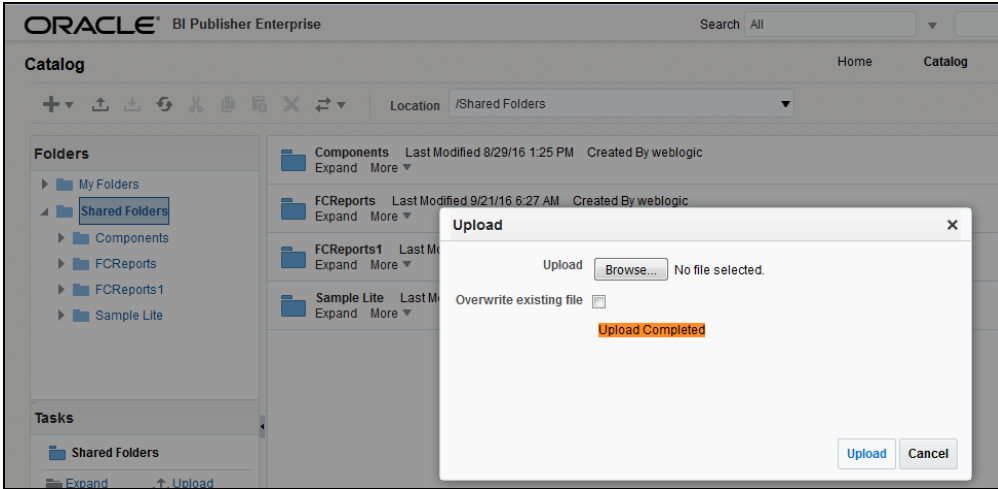 ORACLE® BI Publisher Enterprise Search All
Catalog Home Catalog
Location /Shared Folders
Folders
My Folders
Shared Folders
Components
FCReports
FCReports1
Sample Lite
Components Last Modified 8/29/16 1:25 PM Created By weblogic
Expand More
FCReports Last Modified 9/21/16 6:27 AM Created By weblogic
Expand More
FCReports1 Last M
Expand More
Sample Lite Last M
Expand More
Upload
Upload Browse... No file selected.
Overwrite existing file
Upload Completed
Upload Cancel
Tasks
Shared Folders
Expand Upload